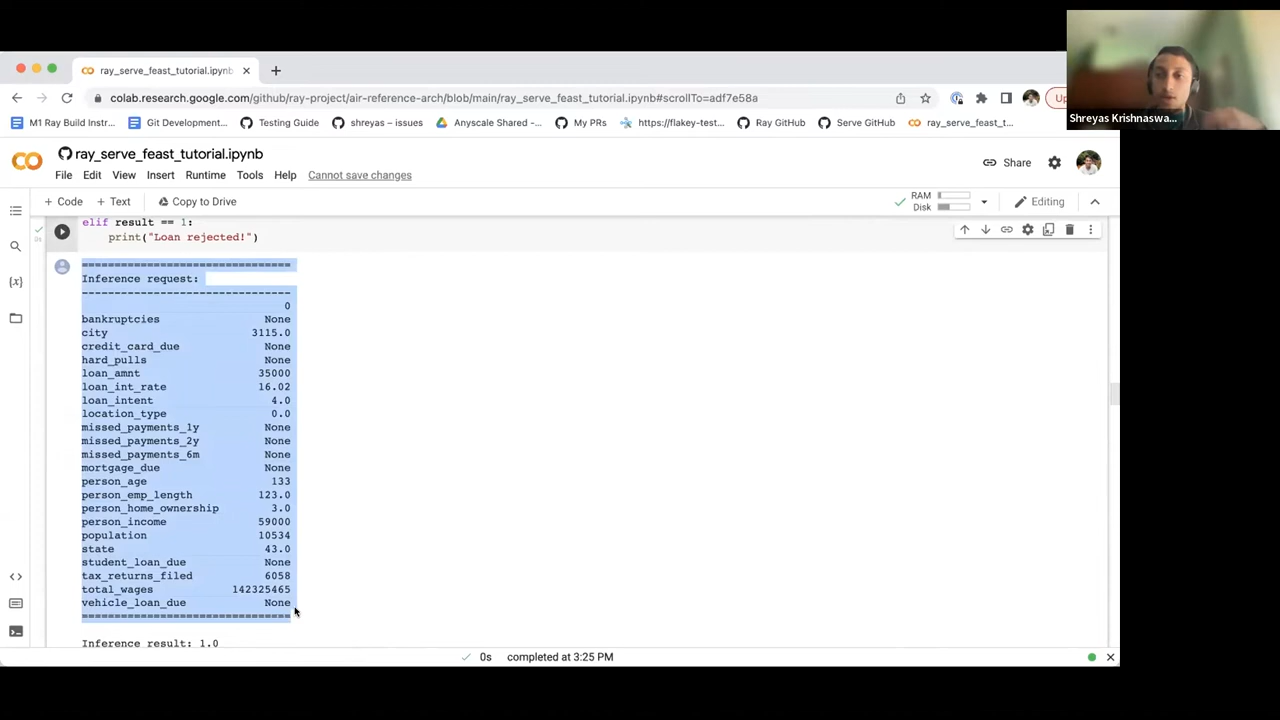 ray_serve_feast_tutorial.ipynb
colab.research.google.com/github/ray-project/air-reference-arch/blob/main/ray_serve_feast_tutorial.ipynb#scrollTo=adf7e58a
Up
M1 Ray Build Instr...
Git Development...
Testing Guide
shreyas – issues
Anyscale Shared -...
My PRs
https://flakey-test...
Ray GitHub
Serve GitHub
ray_serve_feast_t...
Shreyas Krishnaswa...
ray_serve_feast_tutorial.ipynb
Share
File Edit View Insert Runtime Tools Help Cannot save changes
+ Code + Text Copy to Drive
RAM
Disk
Editing
elif result == 1:
print("Loan rejected!")
================================
Inference request:
--------------------------------
0
bankruptcies None
city 3115.0
credit_card_due None
hard_pulls None
loan_amnt 35000
loan_int_rate 16.02
loan_intent 4.0
location_type 0.0
missed_payments_1y None
missed_payments_2y None
missed_payments_6m None
mortgage_due None
person_age 133
person_emp_length 123.0
person_home_ownership 3.0
person_income 59000
population 10534
state 43.0
student_loan_due None
tax_returns_filed 6058
total_wages 142325465
vehicle_loan_due None
================================
Inference result: 1.0
0s completed at 3:25 PM